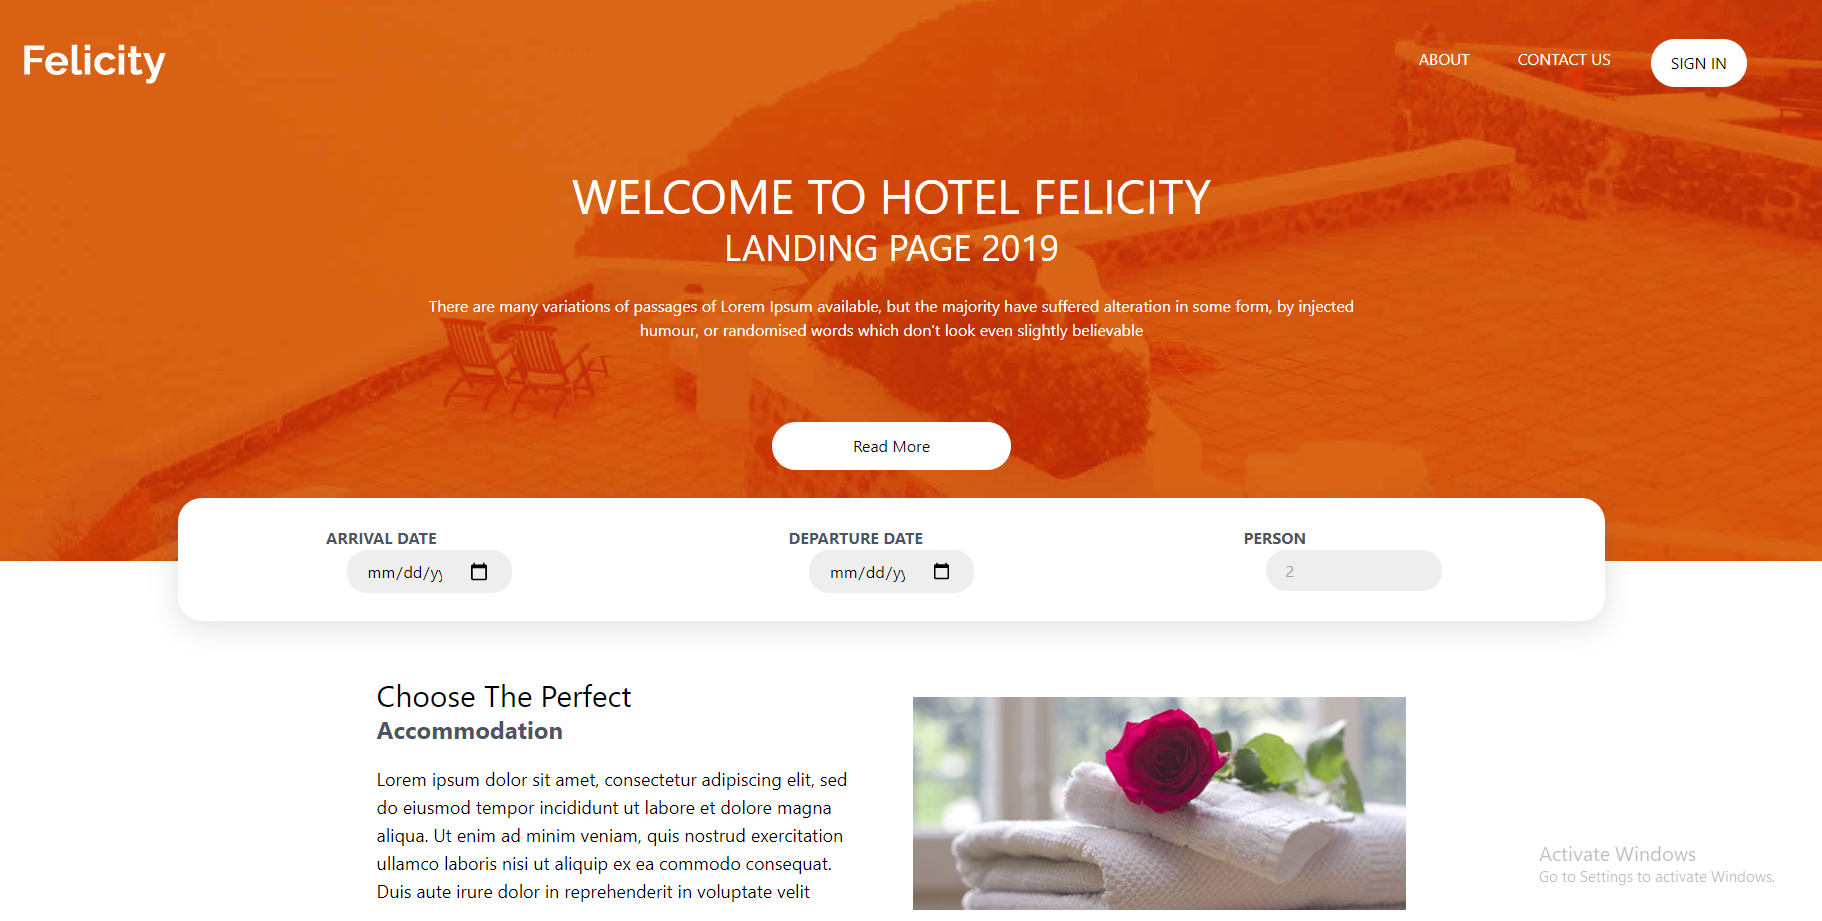 Felicity
ABOUT
CONTACT US
SIGN IN
WELCOME TO HOTEL FELICITY
LANDING PAGE 2019
There are many variations of passages of Lorem Ipsum available, but the majority have suffered alteration in some form, by injected
humour, or randomised words which don't look even slightly believable
Read More
ARRIVAL DATE
mm/dd/yy
DEPARTURE DATE
mm/dd/yy
PERSON
2
Choose The Perfect
Accommodation
Lorem ipsum dolor sit amet, consectetur adipiscing elit, sed
do eiusmod tempor incididunt ut labore et dolore magna
aliqua. Ut enim ad minim veniam, quis nostrud exercitation
ullamco laboris nisi ut aliquip ex ea commodo consequat.
Duis aute irure dolor in reprehenderit in voluptate velit
Activate Windows
Go to Settings to activate Windows.